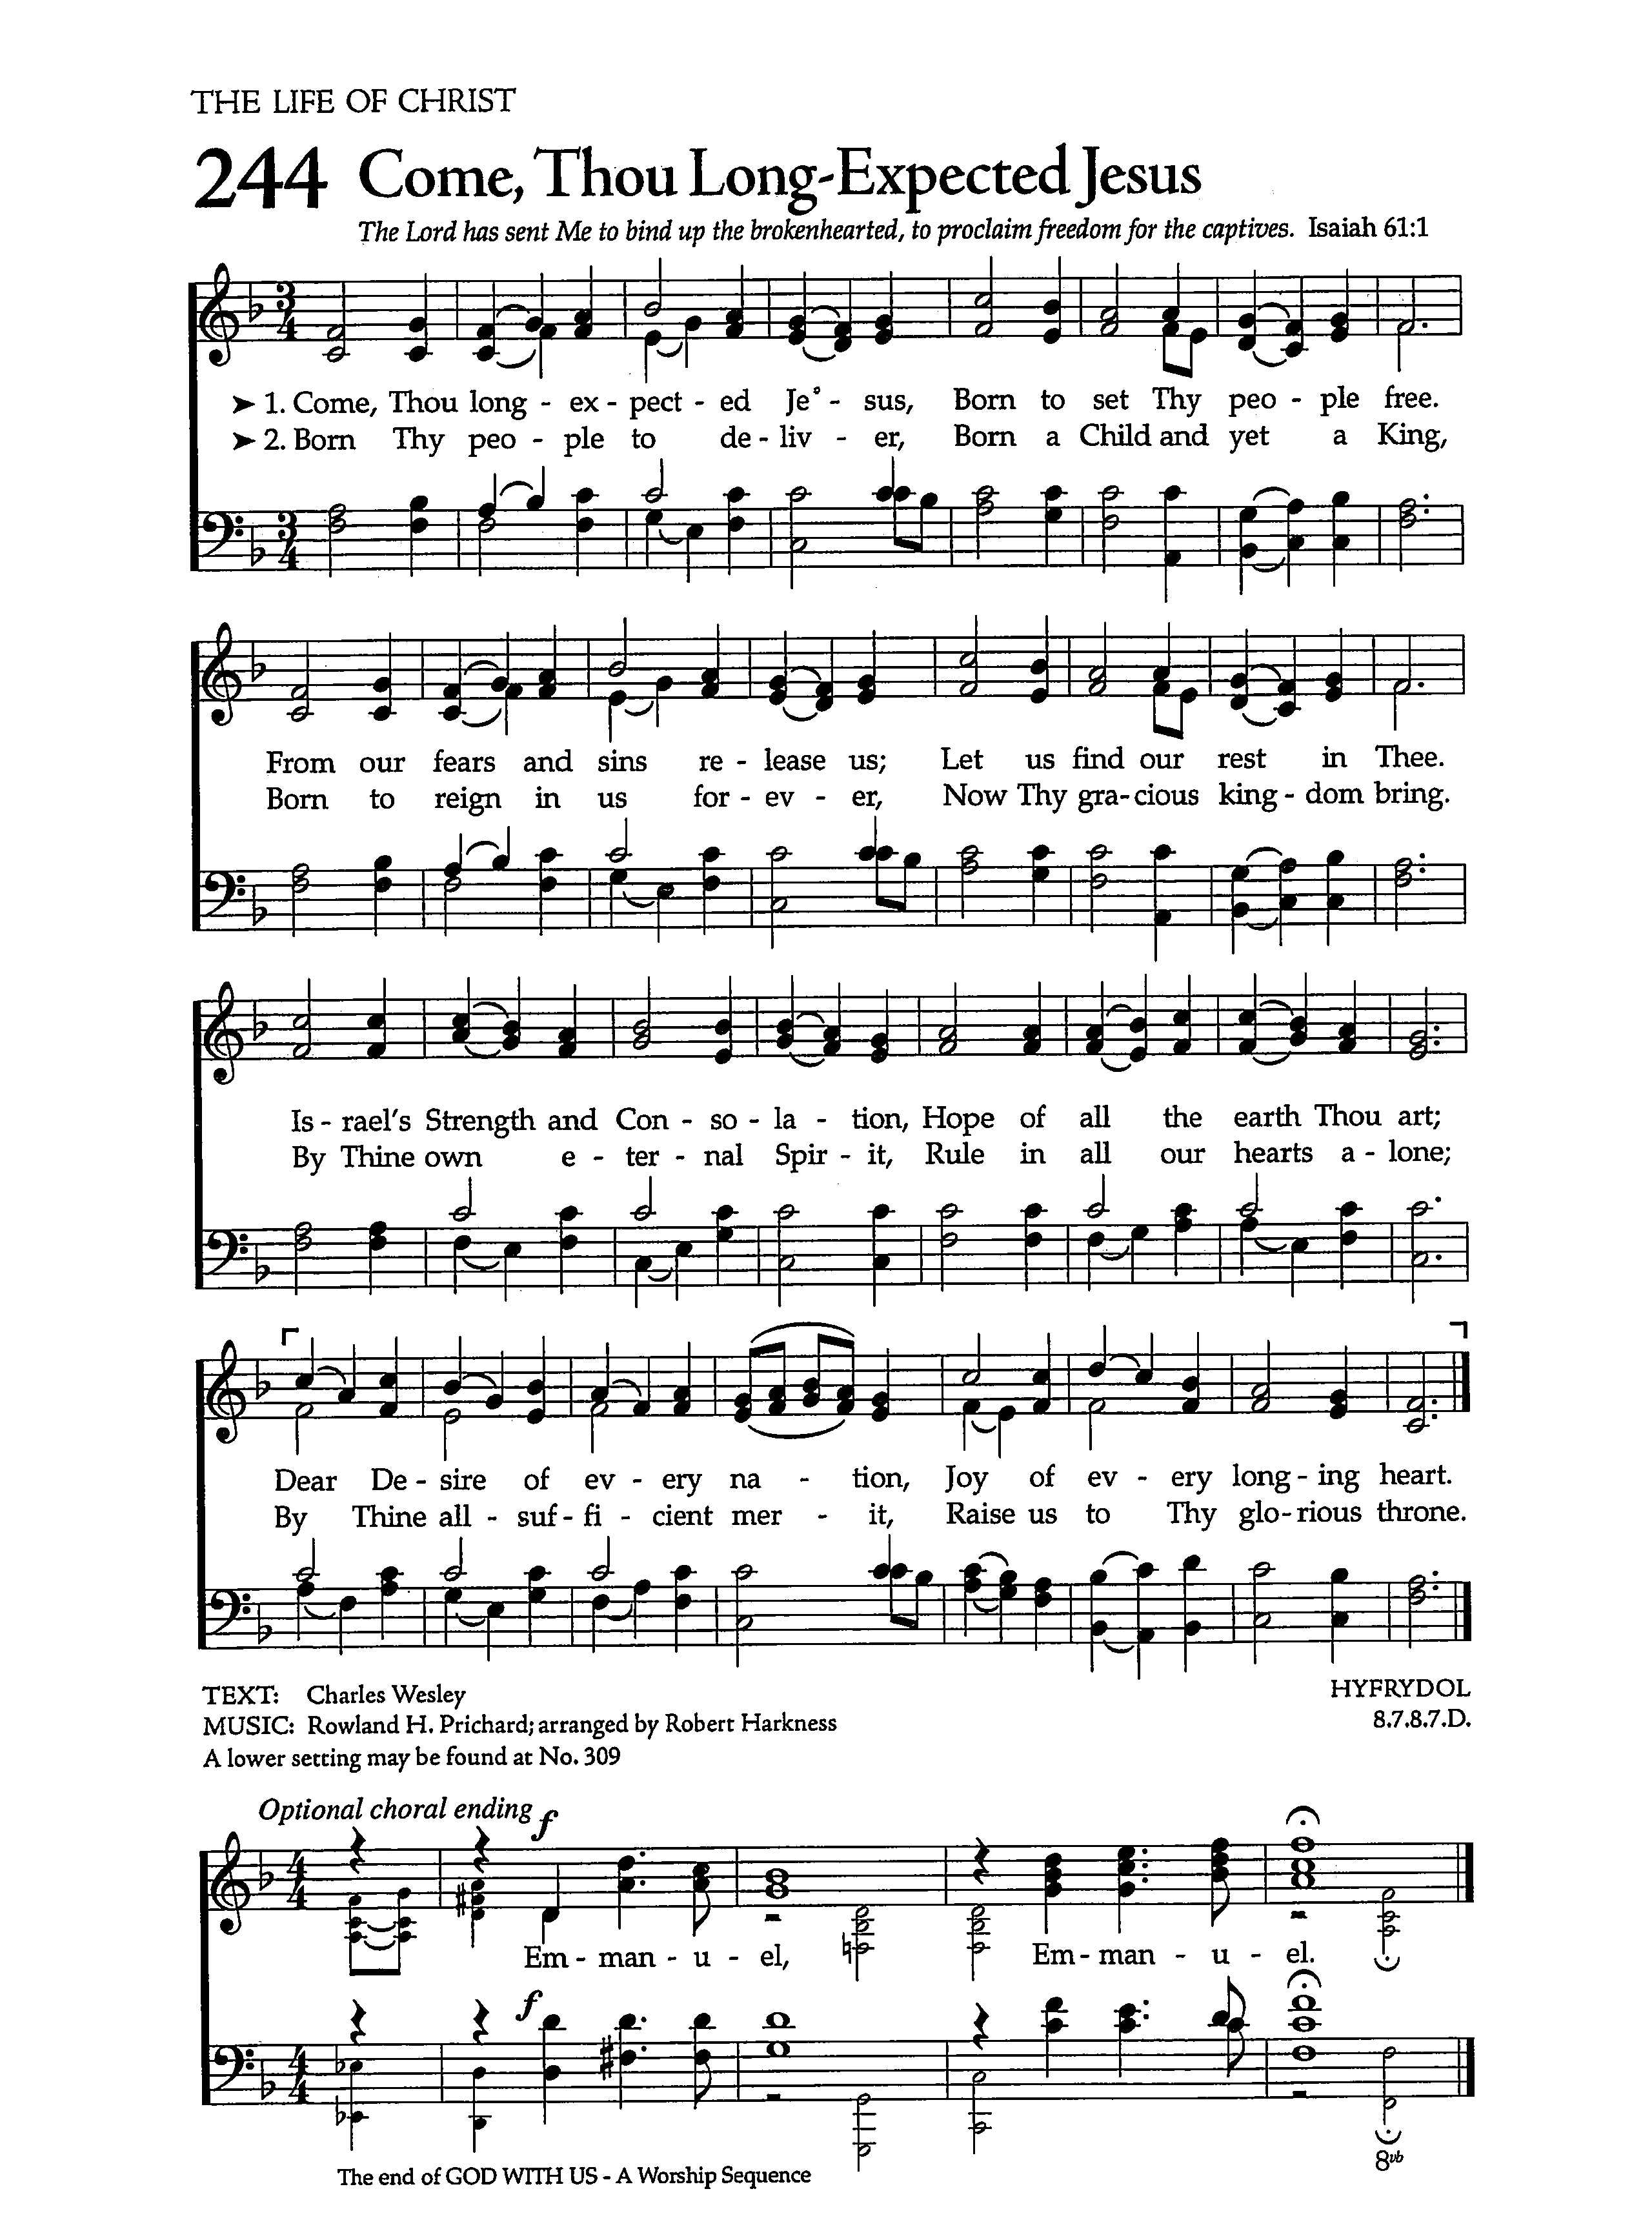 THE LIFE OF CHRIST
244 Come, Thou Long-Expected Jesus
The Lord has sent Me to bind up the brokenhearted, to proclaim freedom for the captives. Isaiah 61:1
➤ 1. Come, Thou long - ex - pect - ed Je - sus, Born to set Thy peo - ple free.
➤ 2. Born Thy peo - ple to de - liv - er, Born a Child and yet a King,
From our fears and sins re - lease us; Let us find our rest in Thee.
Born to reign in us for - ev - er, Now Thy gra - cious king - dom bring.
Is - rael's Strength and Con - so - la - tion, Hope of all the earth Thou art;
By Thine own e - ter - nal Spir - it, Rule in all our hearts a - lone;
Dear De - sire of ev - ery na - tion, Joy of ev - ery long - ing heart.
By Thine all - suf - fi - cient mer - it, Raise us to Thy glo - rious throne.
TEXT: Charles Wesley
HYFRYDOL
MUSIC: Rowland H. Prichard; arranged by Robert Harkness
8.7.8.7.D.
A lower setting may be found at No. 309
Optional choral ending
f
Em - man - u - el, Em - man - u - el.
f
8vb
The end of GOD WITH US - A Worship Sequence